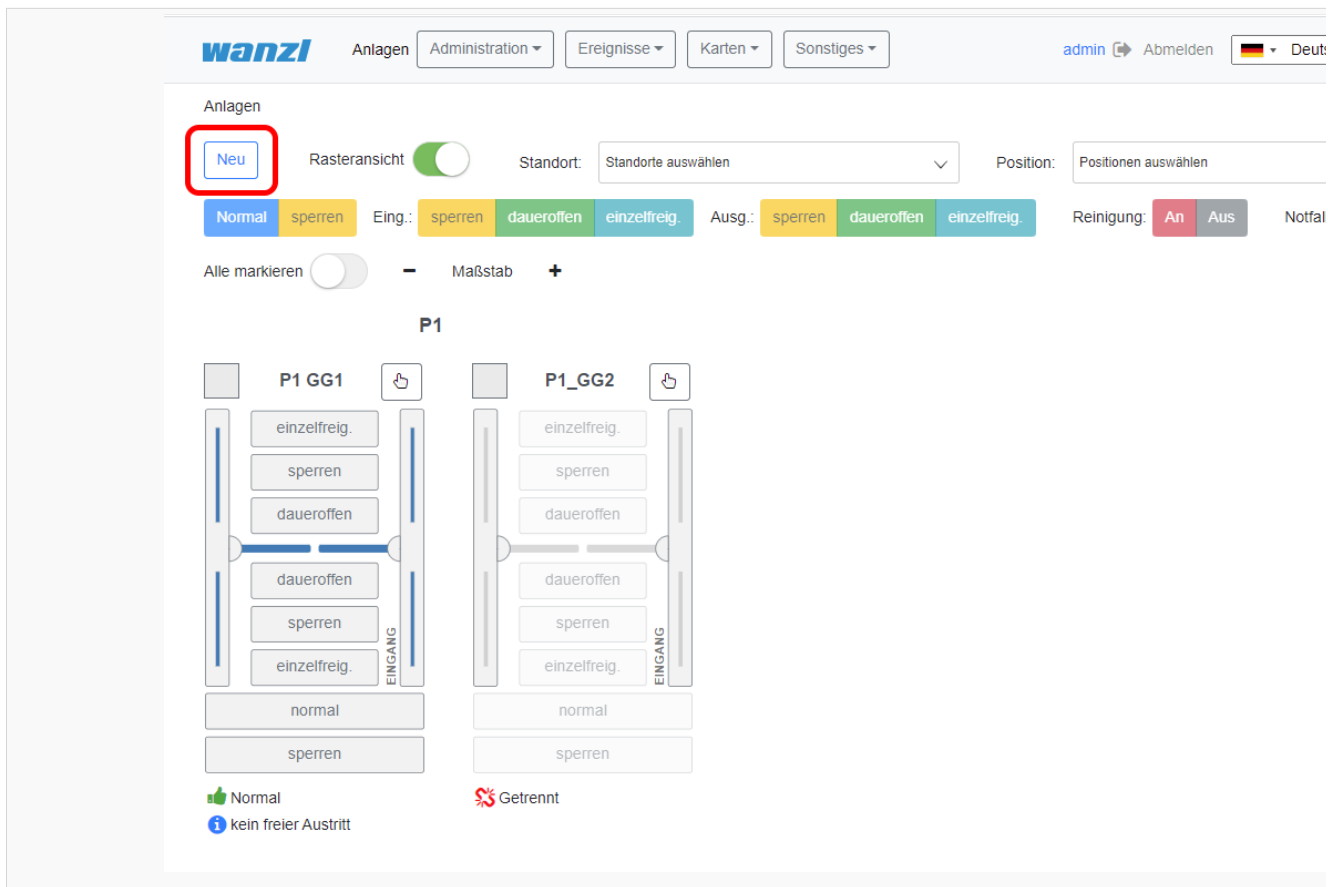 wanzl Anlagen Administration Ereignisse Karten Sonstiges admin Abmelden
Anlagen
Neu Rasteransicht Standort: Standorte auswählen Position: Positionen auswählen
Normal sperren Eing.: sperren daueroffen einzelfreig. Ausg.: sperren daueroffen einzelfreig. Reinigung: An Aus
Alle markieren - Maßstab +
P1
P1 GG1 P1_GG2
einzelfreig. einzelfreig.
sperren sperren
daueroffen daueroffen
daueroffen daueroffen
sperren sperren
einzelfreig. EINGANG einzelfreig. EINGANG
normal normal
sperren sperren
Normal Getrennt
kein freier Austritt